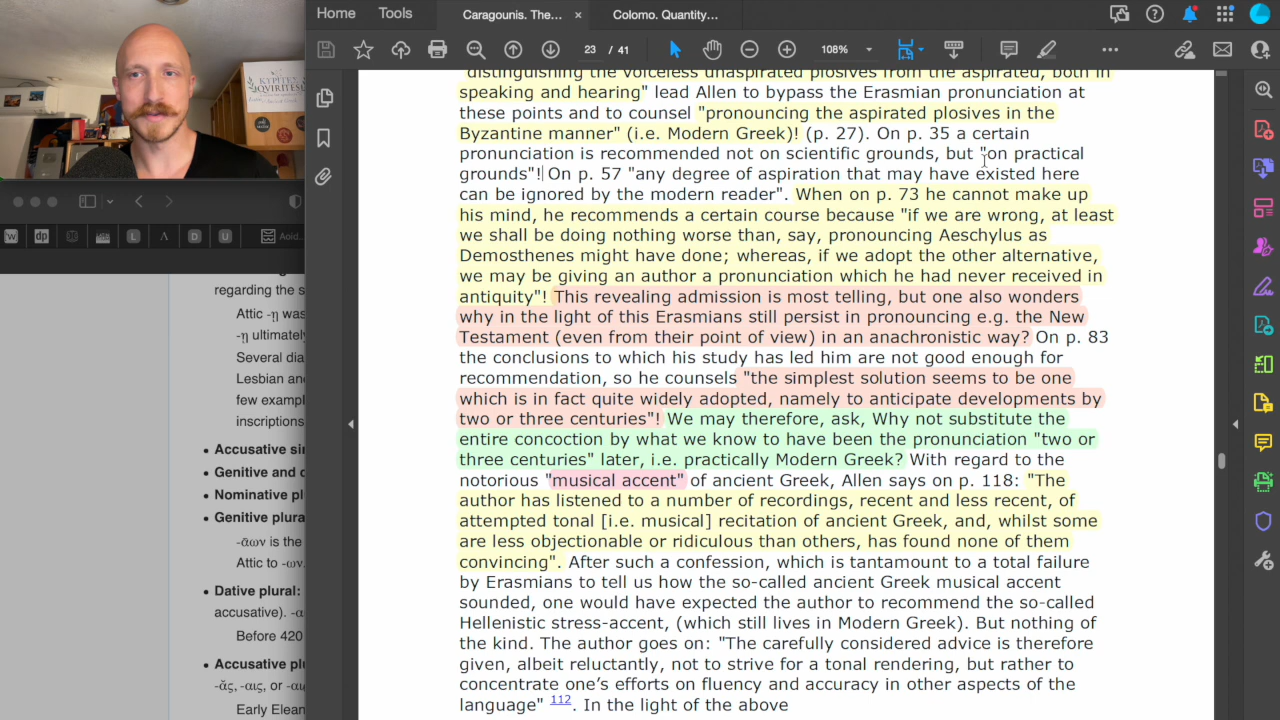 Home Tools Caragounis. The... × Colomo. Quantity...
23 / 41 108%
ΚΥΡΙΤΕΣ
IQVIRITES
distinguishing the voiceless unaspirated plosives from the aspirated, both in
speaking and hearing" lead Allen to bypass the Erasmian pronunciation at
these points and to counsel "pronouncing the aspirated plosives in the
Byzantine manner" (i.e. Modern Greek)! (p. 27). On p. 35 a certain
pronunciation is recommended not on scientific grounds, but "on practical
grounds"! On p. 57 "any degree of aspiration that may have existed here
can be ignored by the modern reader". When on p. 73 he cannot make up
his mind, he recommends a certain course because "if we are wrong, at least
we shall be doing nothing worse than, say, pronouncing Aeschylus as
Demosthenes might have done; whereas, if we adopt the other alternative,
we may be giving an author a pronunciation which he had never received in
antiquity"! This revealing admission is most telling, but one also wonders
why in the light of this Erasmians still persist in pronouncing e.g. the New
Testament (even from their point of view) in an anachronistic way? On p. 83
the conclusions to which his study has led him are not good enough for
recommendation, so he counsels "the simplest solution seems to be one
which is in fact quite widely adopted, namely to anticipate developments by
two or three centuries"! We may therefore, ask, Why not substitute the
entire concoction by what we know to have been the pronunciation "two or
three centuries" later, i.e. practically Modern Greek? With regard to the
notorious "musical accent" of ancient Greek, Allen says on p. 118: "The
author has listened to a number of recordings, recent and less recent, of
attempted tonal [i.e. musical] recitation of ancient Greek, and, whilst some
are less objectionable or ridiculous than others, has found none of them
convincing". After such a confession, which is tantamount to a total failure
by Erasmians to tell us how the so-called ancient Greek musical accent
sounded, one would have expected the author to recommend the so-called
Hellenistic stress-accent, (which still lives in Modern Greek). But nothing of
the kind. The author goes on: "The carefully considered advice is therefore
given, albeit reluctantly, not to strive for a tonal rendering, but rather to
concentrate one's efforts on fluency and accuracy in other aspects of the
language" 112. In the light of the above
W dp L Λ D U Aoid...
regarding the s
Attic -ῃ was
-ῃ ultimately
Several dia
Lesbian an
few examp
inscriptions
• Accusative si
• Genitive and
• Nominative pl
• Genitive plura
-ᾱων is the
Attic to -ων.
• Dative plural:
accusative). -α
Before 420
• Accusative plu
-ᾰς, -αις, or -α
Early Elean